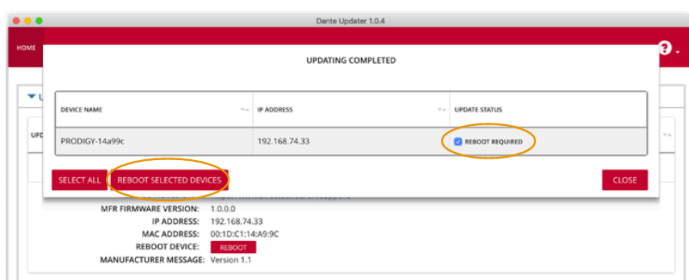 Dante Updater 1.0.4
HOME
?
UPDATING COMPLETED
DEVICE NAME IP ADDRESS UPDATE STATUS
PRODIGY-14a99c 192.168.74.33 REBOOT REQUIRED
SELECT ALL REBOOT SELECTED DEVICES CLOSE
MFR FIRMWARE VERSION: 1.0.0.0
IP ADDRESS: 192.168.74.33
MAC ADDRESS: 00:1D:C1:14:A9:9C
REBOOT DEVICE: REBOOT
MANUFACTURER MESSAGE: Version 1.1